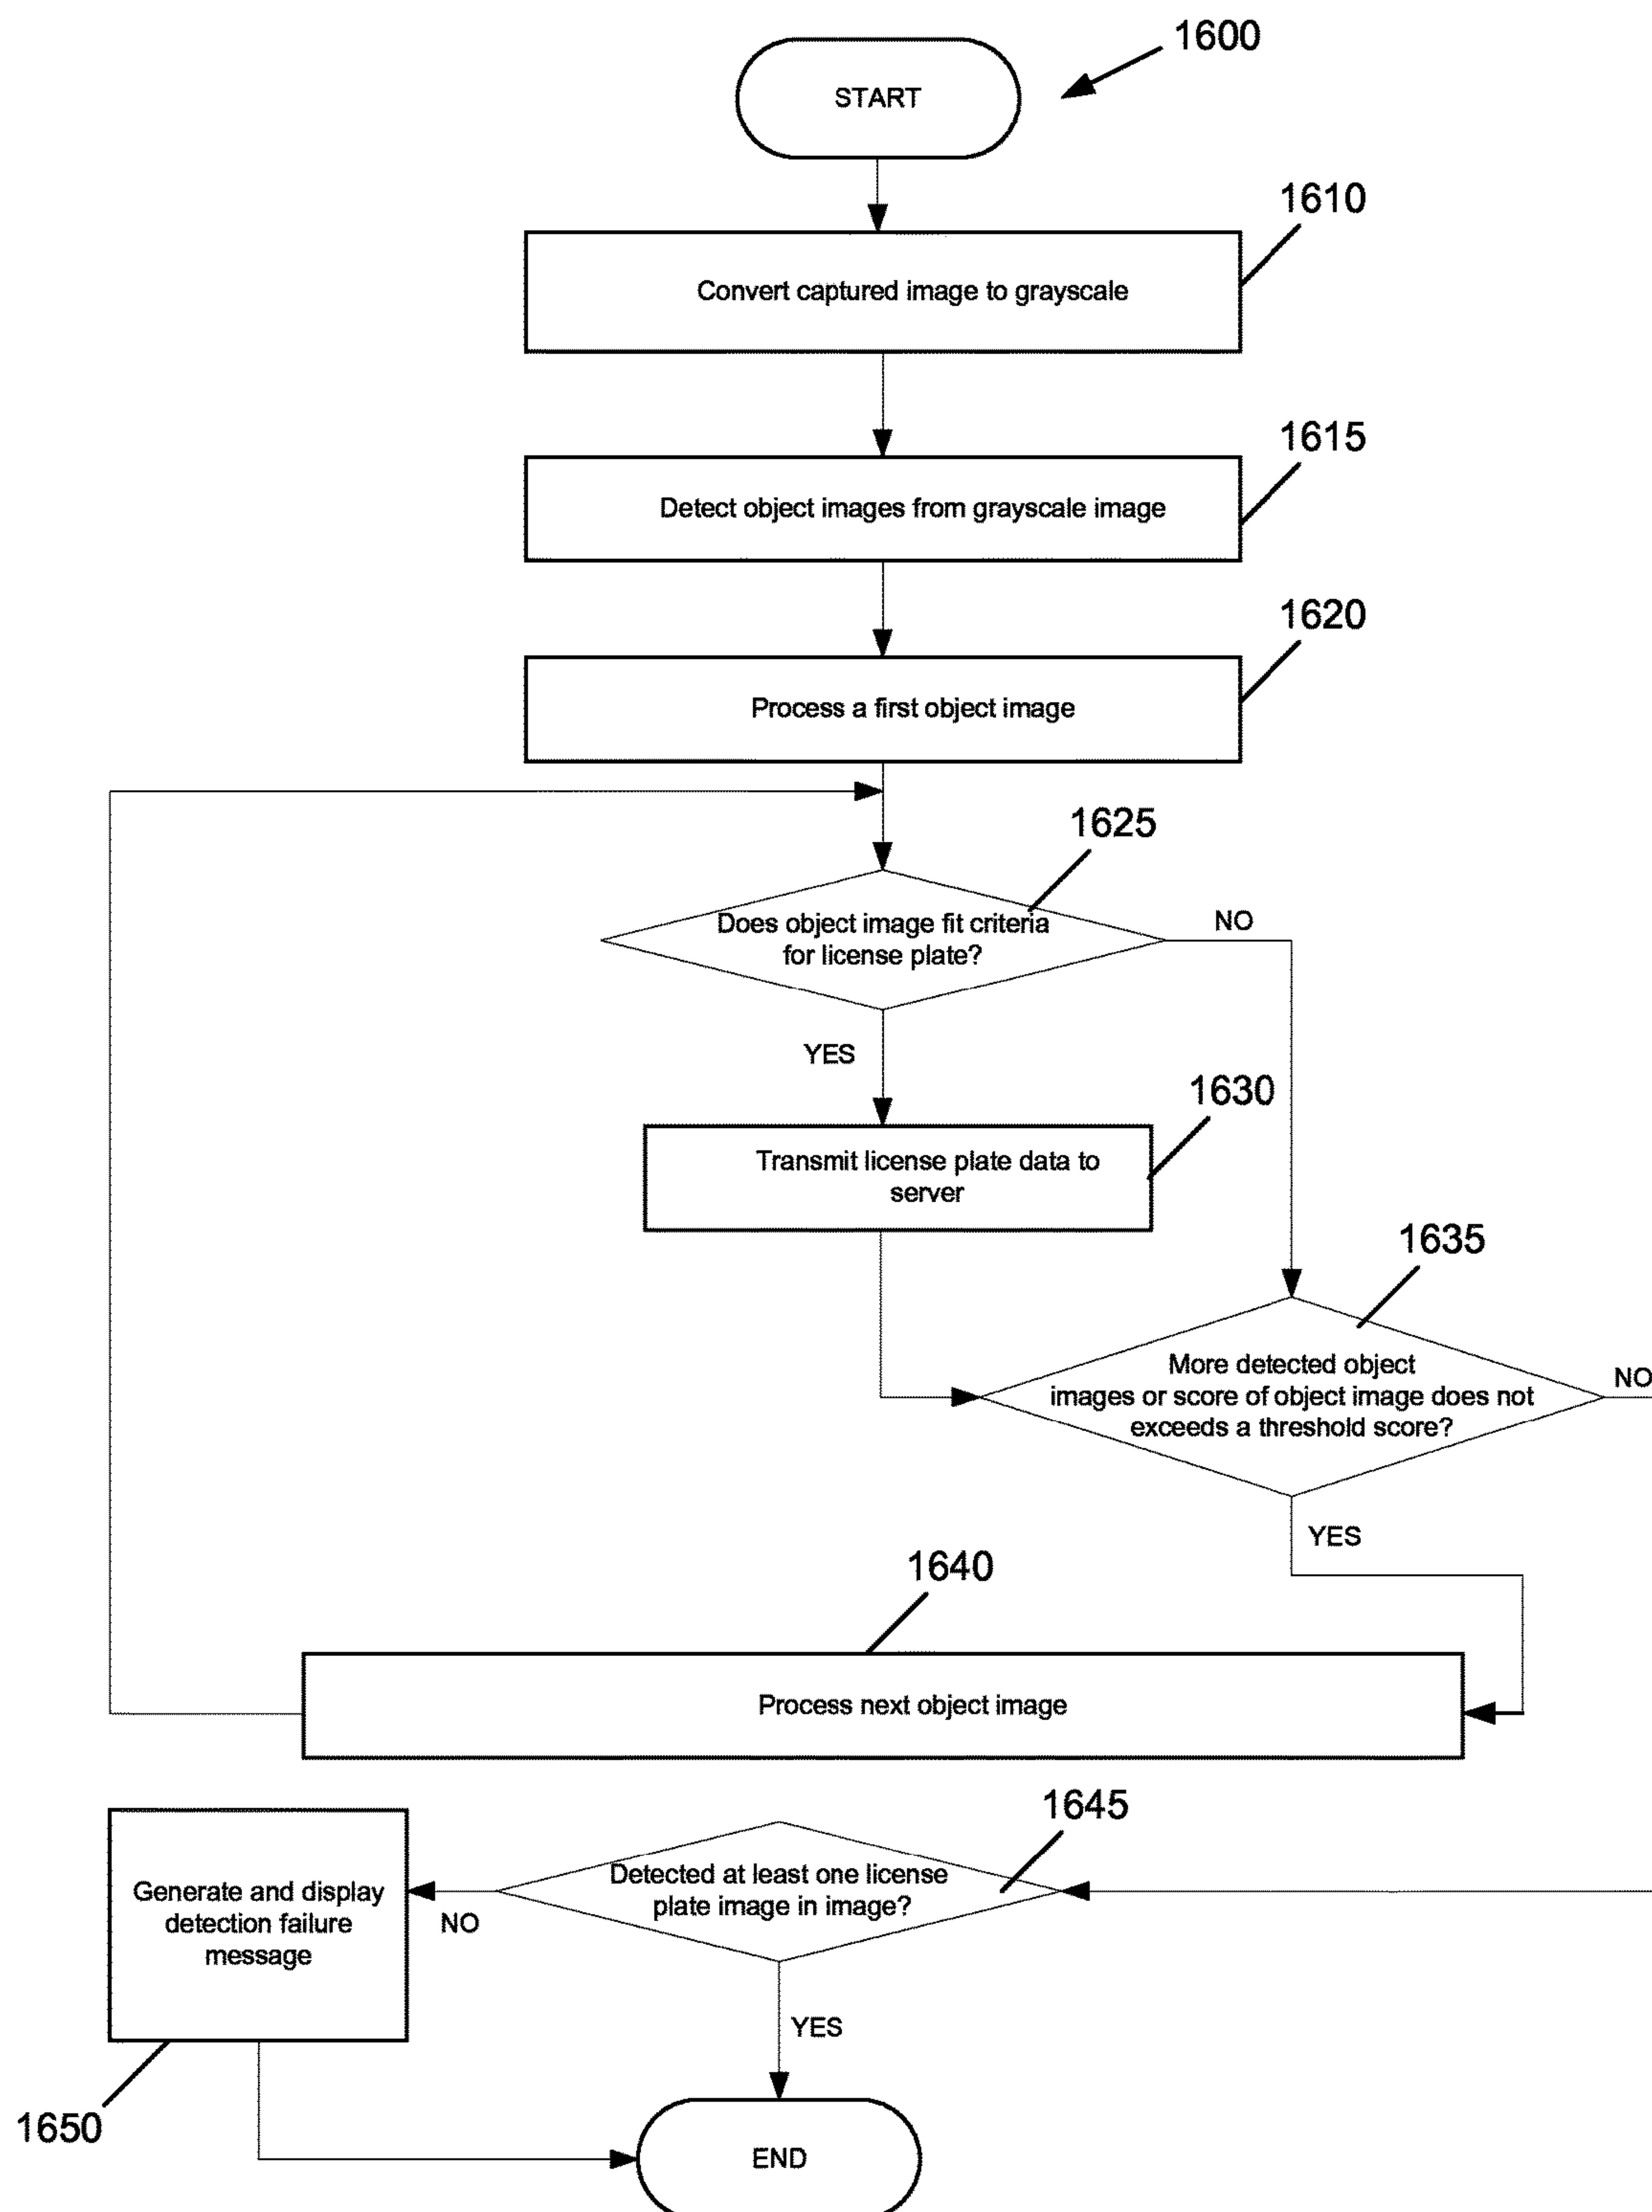 1600
START
1610
Convert captured image to grayscale
1615
Detect object images from grayscale image
1620
Process a first object image
1625
Does object image fit criteria
for license plate?
NO
YES
1630
Transmit license plate data to
server
1635
More detected object
images or score of object image does not
exceeds a threshold score?
NO
YES
1640
Process next object image
1645
Detected at least one license
plate image in image?
Generate and display
detection failure
message
NO
YES
1650
END